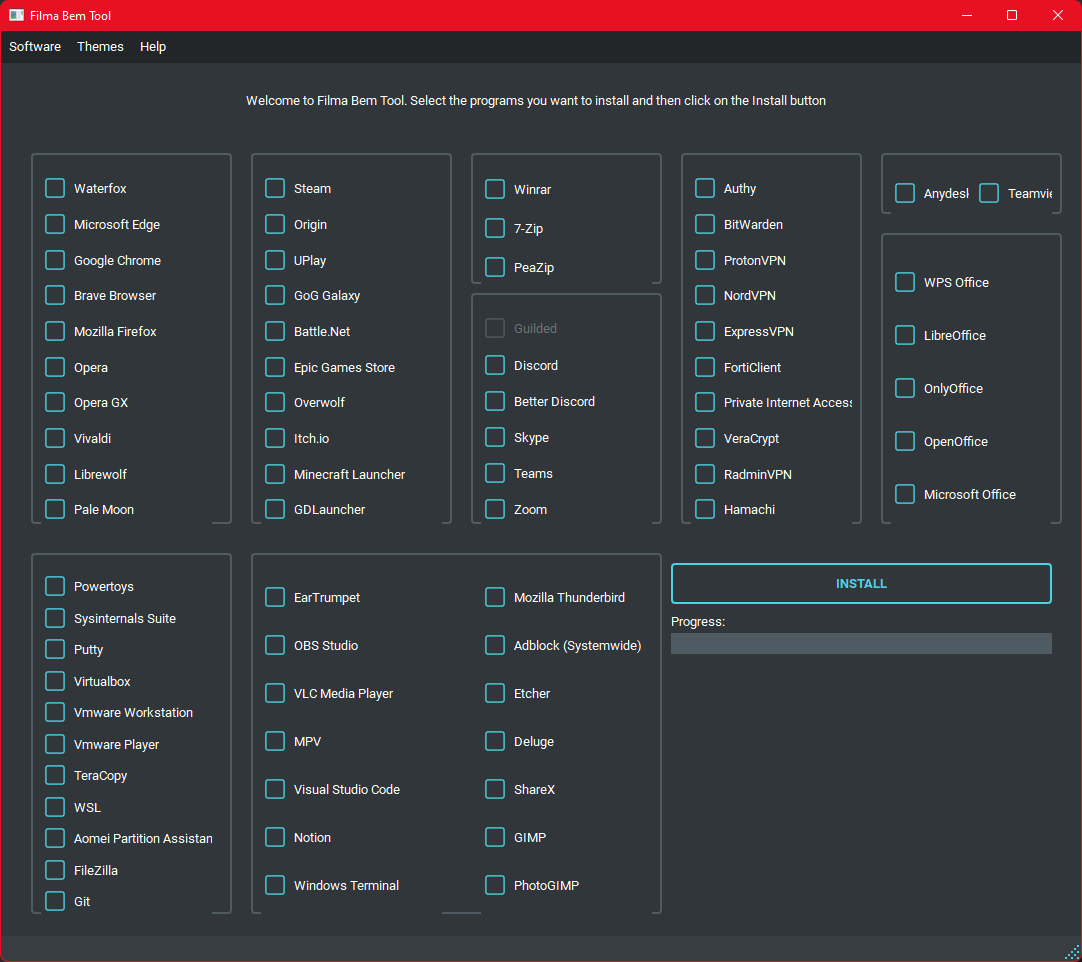 Filma Bem Tool
Software Themes Help
Welcome to Filma Bem Tool. Select the programs you want to install and then click on the Install button
Waterfox
Microsoft Edge
Google Chrome
Brave Browser
Mozilla Firefox
Opera
Opera GX
Vivaldi
Librewolf
Pale Moon
Steam
Origin
UPlay
GoG Galaxy
Battle.Net
Epic Games Store
Overwolf
Itch.io
Minecraft Launcher
GDLauncher
Winrar
7-Zip
PeaZip
Guilded
Discord
Better Discord
Skype
Teams
Zoom
Authy
BitWarden
ProtonVPN
NordVPN
ExpressVPN
FortiClient
Private Internet Access
VeraCrypt
RadminVPN
Hamachi
Anydesk Teamvie
WPS Office
LibreOffice
OnlyOffice
OpenOffice
Microsoft Office
Powertoys
Sysinternals Suite
Putty
Virtualbox
Vmware Workstation
Vmware Player
TeraCopy
WSL
Aomei Partition Assistan
FileZilla
Git
EarTrumpet
OBS Studio
VLC Media Player
MPV
Visual Studio Code
Notion
Windows Terminal
Mozilla Thunderbird
Adblock (Systemwide)
Etcher
Deluge
ShareX
GIMP
PhotoGIMP
INSTALL
Progress: